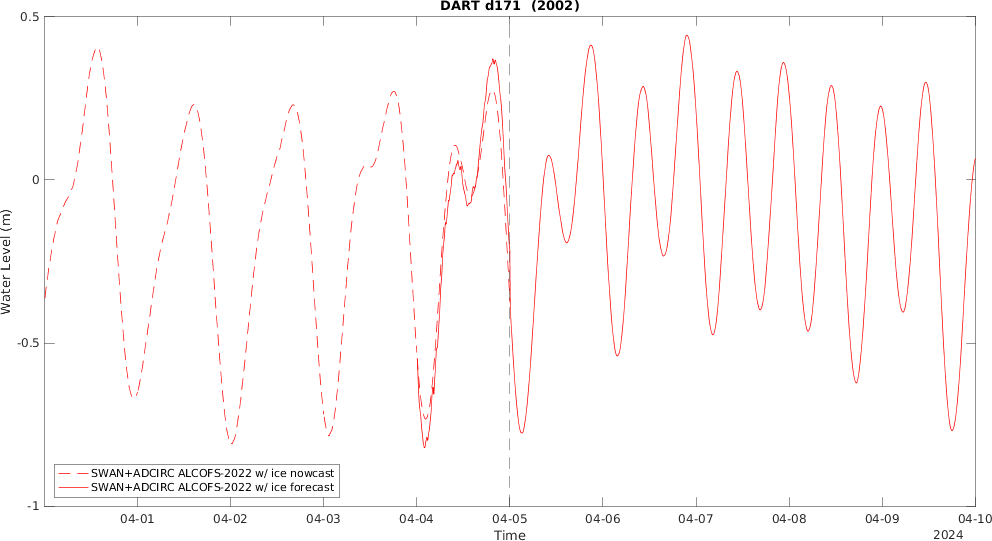 DART d171 (2002)
0.5
0
-0.5
-1
Water Level (m)
SWAN+ADCIRC ALCOFS-2022 w/ ice nowcast
SWAN+ADCIRC ALCOFS-2022 w/ ice forecast
04-01 04-02 04-03 04-04 04-05 04-06 04-07 04-08 04-09 04-10
Time
2024